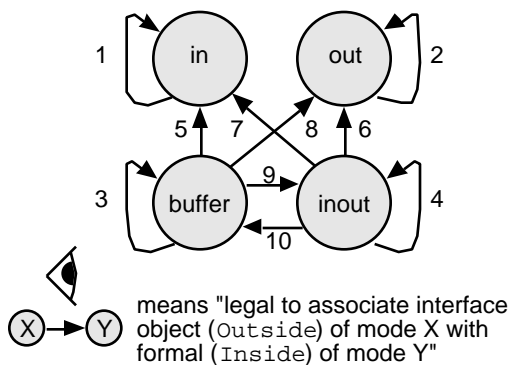 1
in
out
2
5
7
8
6
3
buffer
9
inout
4
10
X
Y
means "legal to associate interface
object (Outside) of mode X with
formal (Inside) of mode Y"